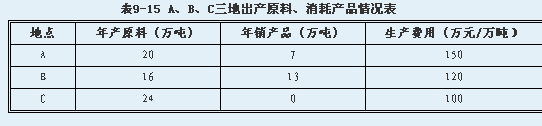 表9-15 A、B、C三地出产原料、消耗产品情况表
地点 年产原料（万吨） 年销产品（万吨） 生产费用（万元/万吨）
A 20 7 150
B 16 13 120
C 24 0 100